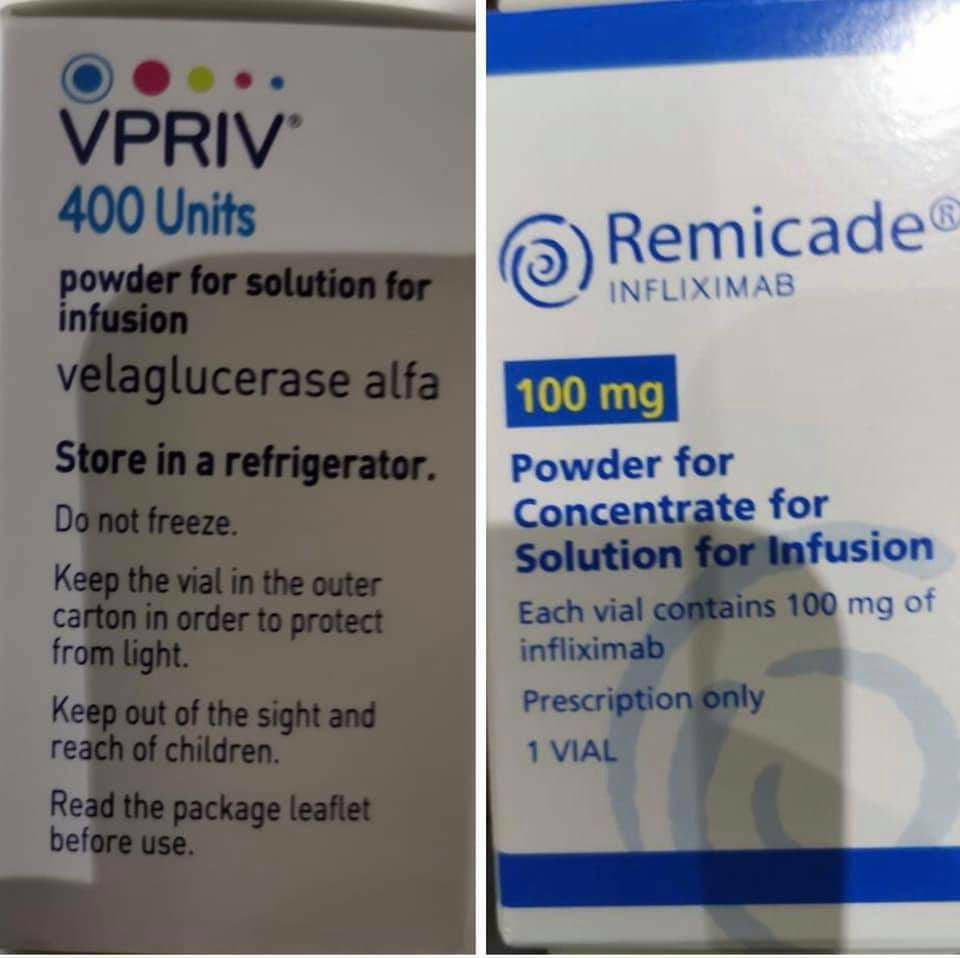 VPRIV®
400 Units
powder for solution for
infusion
velaglucerase alfa
Store in a refrigerator.
Do not freeze.
Keep the vial in the outer
carton in order to protect
from light.
Keep out of the sight and
reach of children.
Read the package leaflet
before use.
Remicade®
INFLIXIMAB
100 mg
Powder for
Concentrate for
Solution for Infusion
Each vial contains 100 mg of
infliximab
Prescription only
1 VIAL